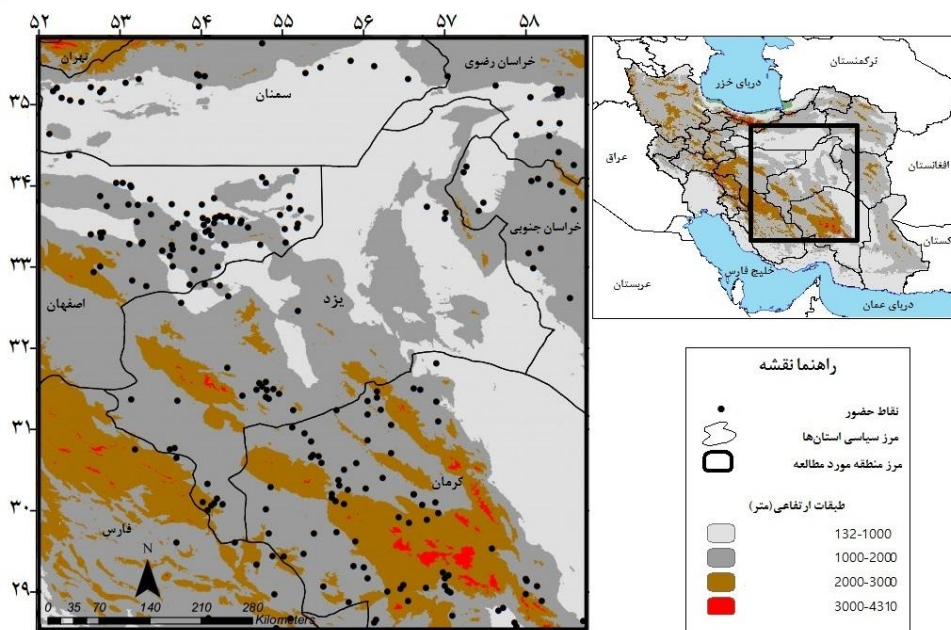 ۵۲ ۵۳ ۵۴ ۵۵ ۵۶ ۵۷ ۵۸
تهران
خراسان رضوی
سمنان
۳۵
۳۴
خراسان جنوبی
۳۳
یزد
اصفهان
۳۲
۳۱
کرمان
۳۰
فارس
N
۲۹
0 35 70 140 210 280
Kilometers
ترکمنستان
دریای خزر
افغانستان
عراق
کستان
خلیج فارس
عربستان
دریای عمان
راهنما نقشه
نقاط حضور
مرز سیاسی استان‌ها
مرز منطقه مورد مطالعه
طبقات ارتفاعی(متر)
132-1000
1000-2000
2000-3000
3000-4310